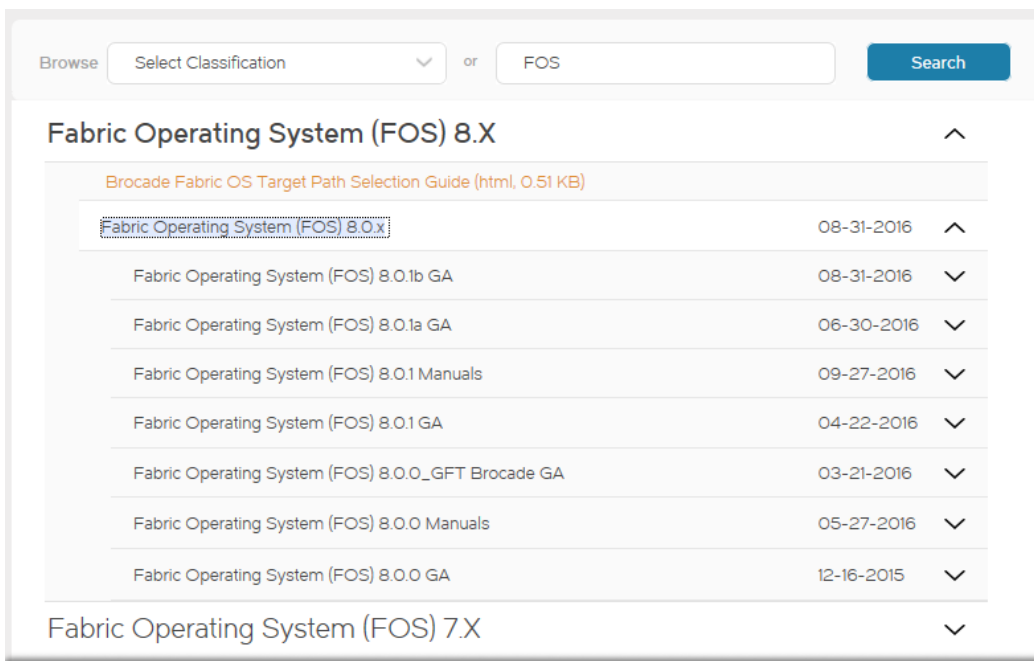 Browse Select Classification or FOS Search
Fabric Operating System (FOS) 8.X
Brocade Fabric OS Target Path Selection Guide (html, 0.51 KB)
Fabric Operating System (FOS) 8.0.x 08-31-2016
Fabric Operating System (FOS) 8.0.1b GA 08-31-2016
Fabric Operating System (FOS) 8.0.1a GA 06-30-2016
Fabric Operating System (FOS) 8.0.1 Manuals 09-27-2016
Fabric Operating System (FOS) 8.0.1 GA 04-22-2016
Fabric Operating System (FOS) 8.0.0_GFT Brocade GA 03-21-2016
Fabric Operating System (FOS) 8.0.0 Manuals 05-27-2016
Fabric Operating System (FOS) 8.0.0 GA 12-16-2015
Fabric Operating System (FOS) 7.X